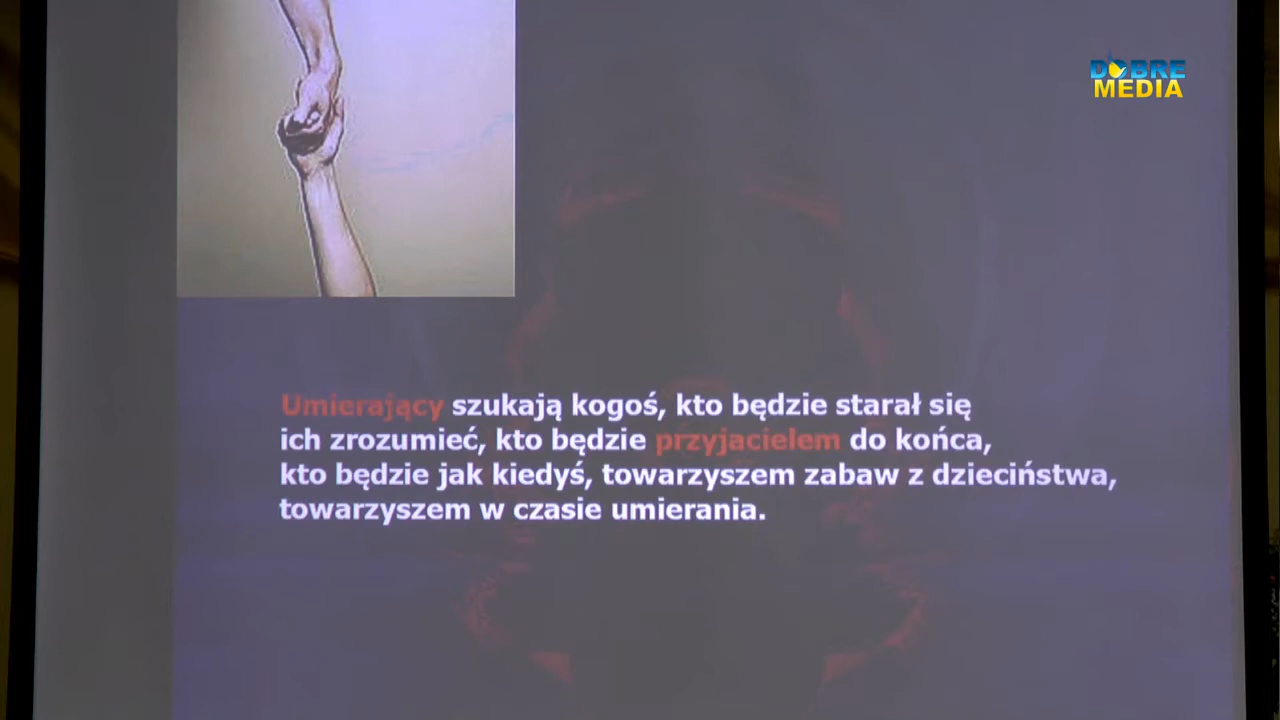 DOBRE
MEDIA
Umierający szukają kogoś, kto będzie starał się
ich zrozumieć, kto będzie przyjacielem do końca,
kto będzie jak kiedyś, towarzyszem zabaw z dzieciństwa,
towarzyszem w czasie umierania.